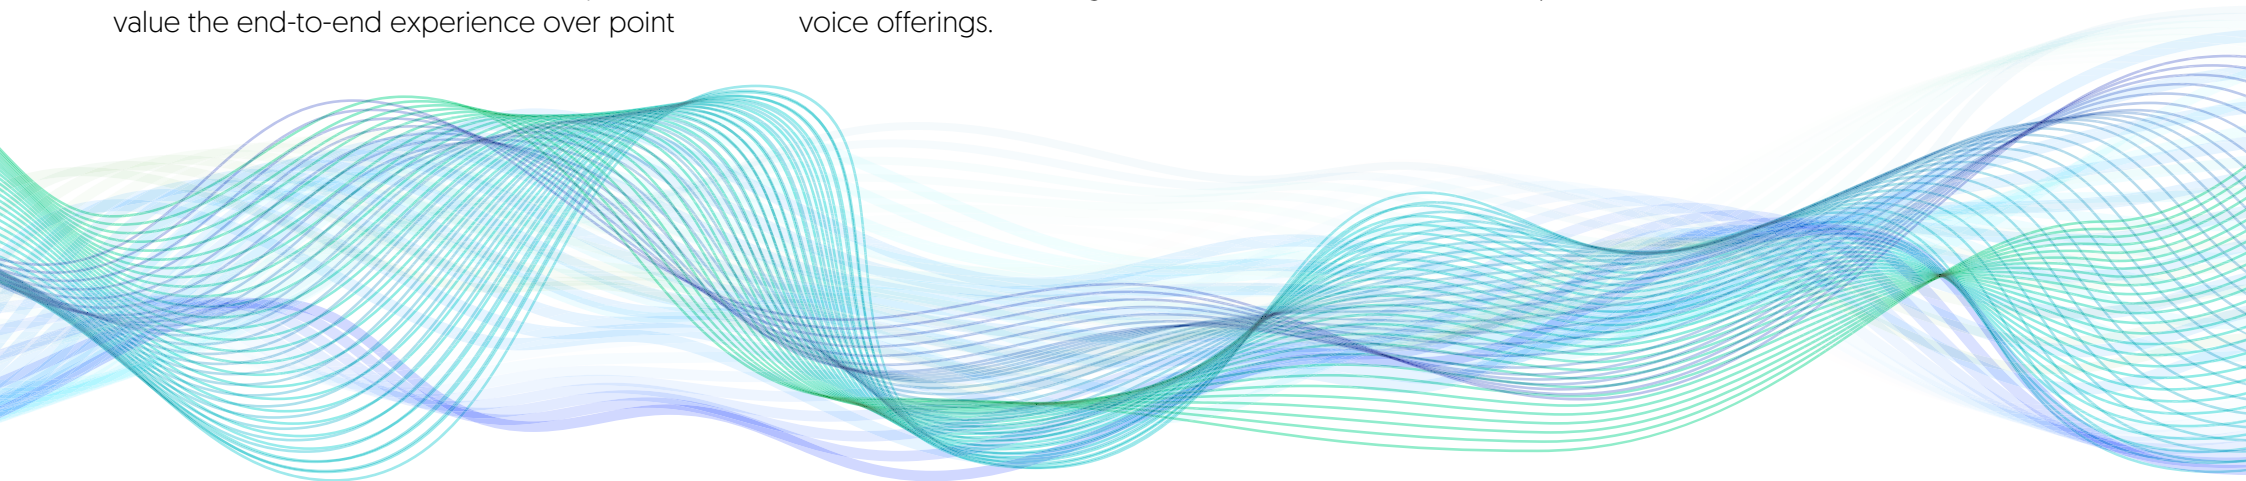 value the end-to-end experience over point
voice offerings.